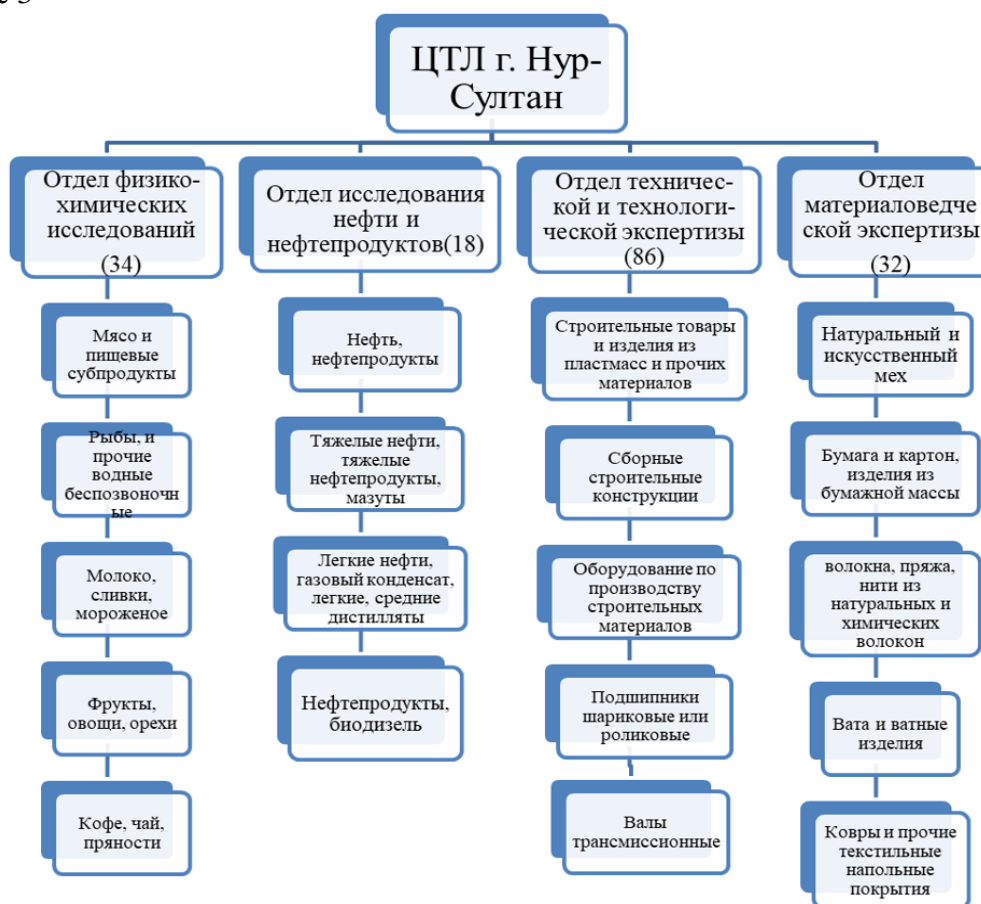 ЦТЛ г. Нур-
Султан
Отдел физико-
химических
исследований
(34)
Мясо и
пищевые
субпродукты
Рыбы, и
прочие
водные
беспозвоночн
ые
Молоко,
сливки,
мороженое
Фрукты,
овощи, орехи
Кофе, чай,
пряности
Отдел исследования
нефти и
нефтепродуктов(18)
Нефть,
нефтепродукты
Тяжелые нефти,
тяжелые
нефтепродукты,
мазуты
Легкие нефти,
газовый конденсат,
легкие, средние
дистилляты
Нефтепродукты,
биодизель
Отдел техничес-
кой и технологи-
ческой экспертизы
(86)
Строительные товары
и изделия из
пластмасс и прочих
материалов
Сборные
строительные
конструкции
Оборудование по
производству
строительных
материалов
Подшипники
шариковые или
роликовые
Валы
трансмиссионные
Отдел
материаловедче
ской экспертизы
(32)
Натуральный и
искусственный
мех
Бумага и картон,
изделия из
бумажной массы
волокна, пряжа,
нити из
натуральных и
химических
волокон
Вата и ватные
изделия
Ковры и прочие
текстильные
напольные
покрытия